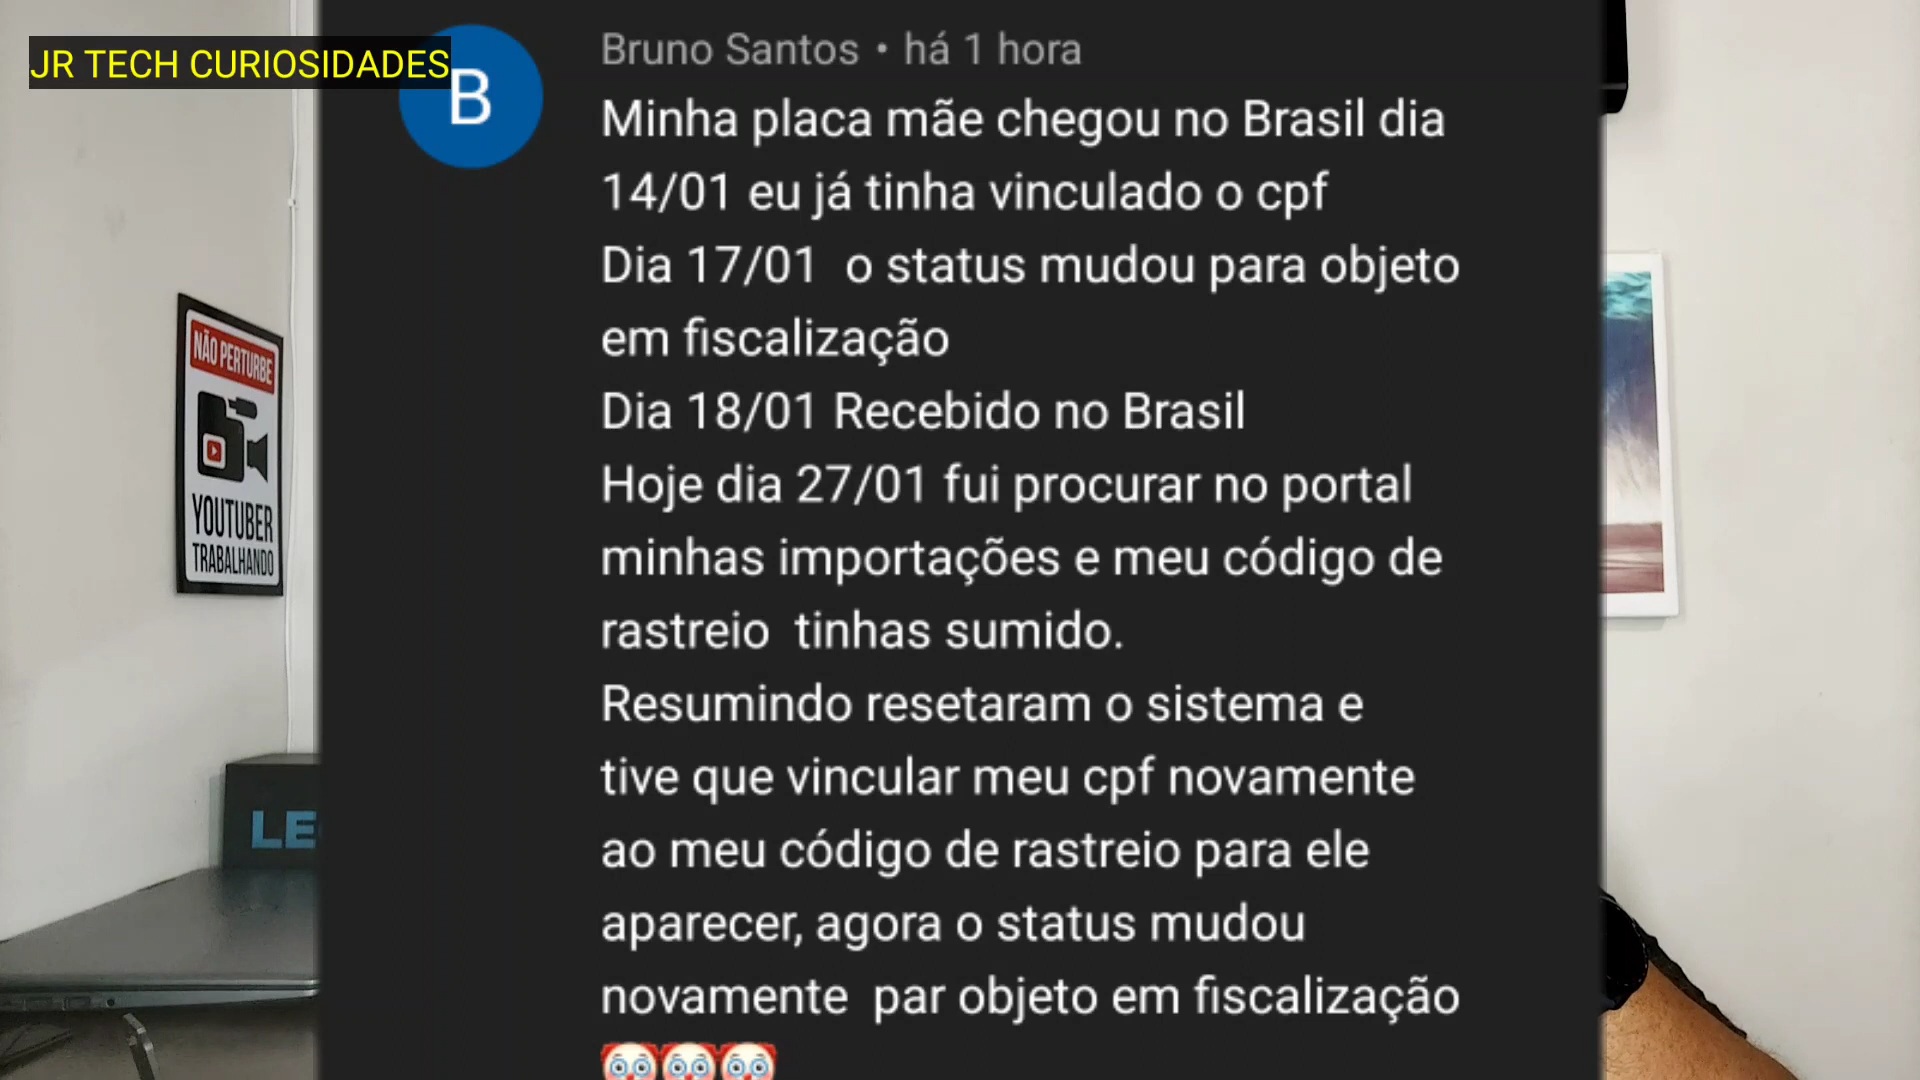 JR TECH CURIOSIDADES
B
Bruno Santos • há 1 hora
Minha placa mãe chegou no Brasil dia
14/01 eu já tinha vinculado o cpf
Dia 17/01  o status mudou para objeto
em fiscalização
Dia 18/01 Recebido no Brasil
Hoje dia 27/01 fui procurar no portal
minhas importações e meu código de
rastreio  tinhas sumido.
Resumindo resetaram o sistema e
tive que vincular meu cpf novamente
ao meu código de rastreio para ele
aparecer, agora o status mudou
novamente  par objeto em fiscalização
🤡🤡🤡
NÃO PERTURBE
YOUTUBER
TRABALHANDO
LE